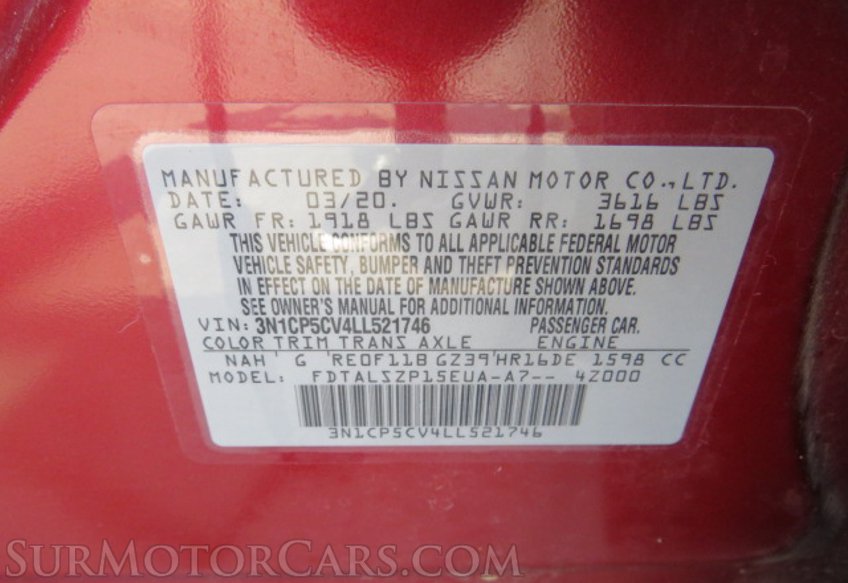 MANUFACTURED BY NISSAN MOTOR CO., LTD.
DATE: 03/20. GVWR: 3616 LBS
GAWR FR: 1918 LBS GAWR RR: 1698 LBS
THIS VEHICLE CONFORMS TO ALL APPLICABLE FEDERAL MOTOR
VEHICLE SAFETY, BUMPER AND THEFT PREVENTION STANDARDS
IN EFFECT ON THE DATE OF MANUFACTURE SHOWN ABOVE.
SEE OWNER'S MANUAL FOR ADDITIONAL INFORMATION.
VIN: 3N1CP5CV4LL521746 PASSENGER CAR.
COLOR TRIM TRANS AXLE ENGINE
NAH G RE0F11B GZ39 HR16DE 1598 CC
MODEL: FDTALSZP15EUA-A7-- 4Z000
3N1CP5CV4LL521746
SURMOTORCARS.COM